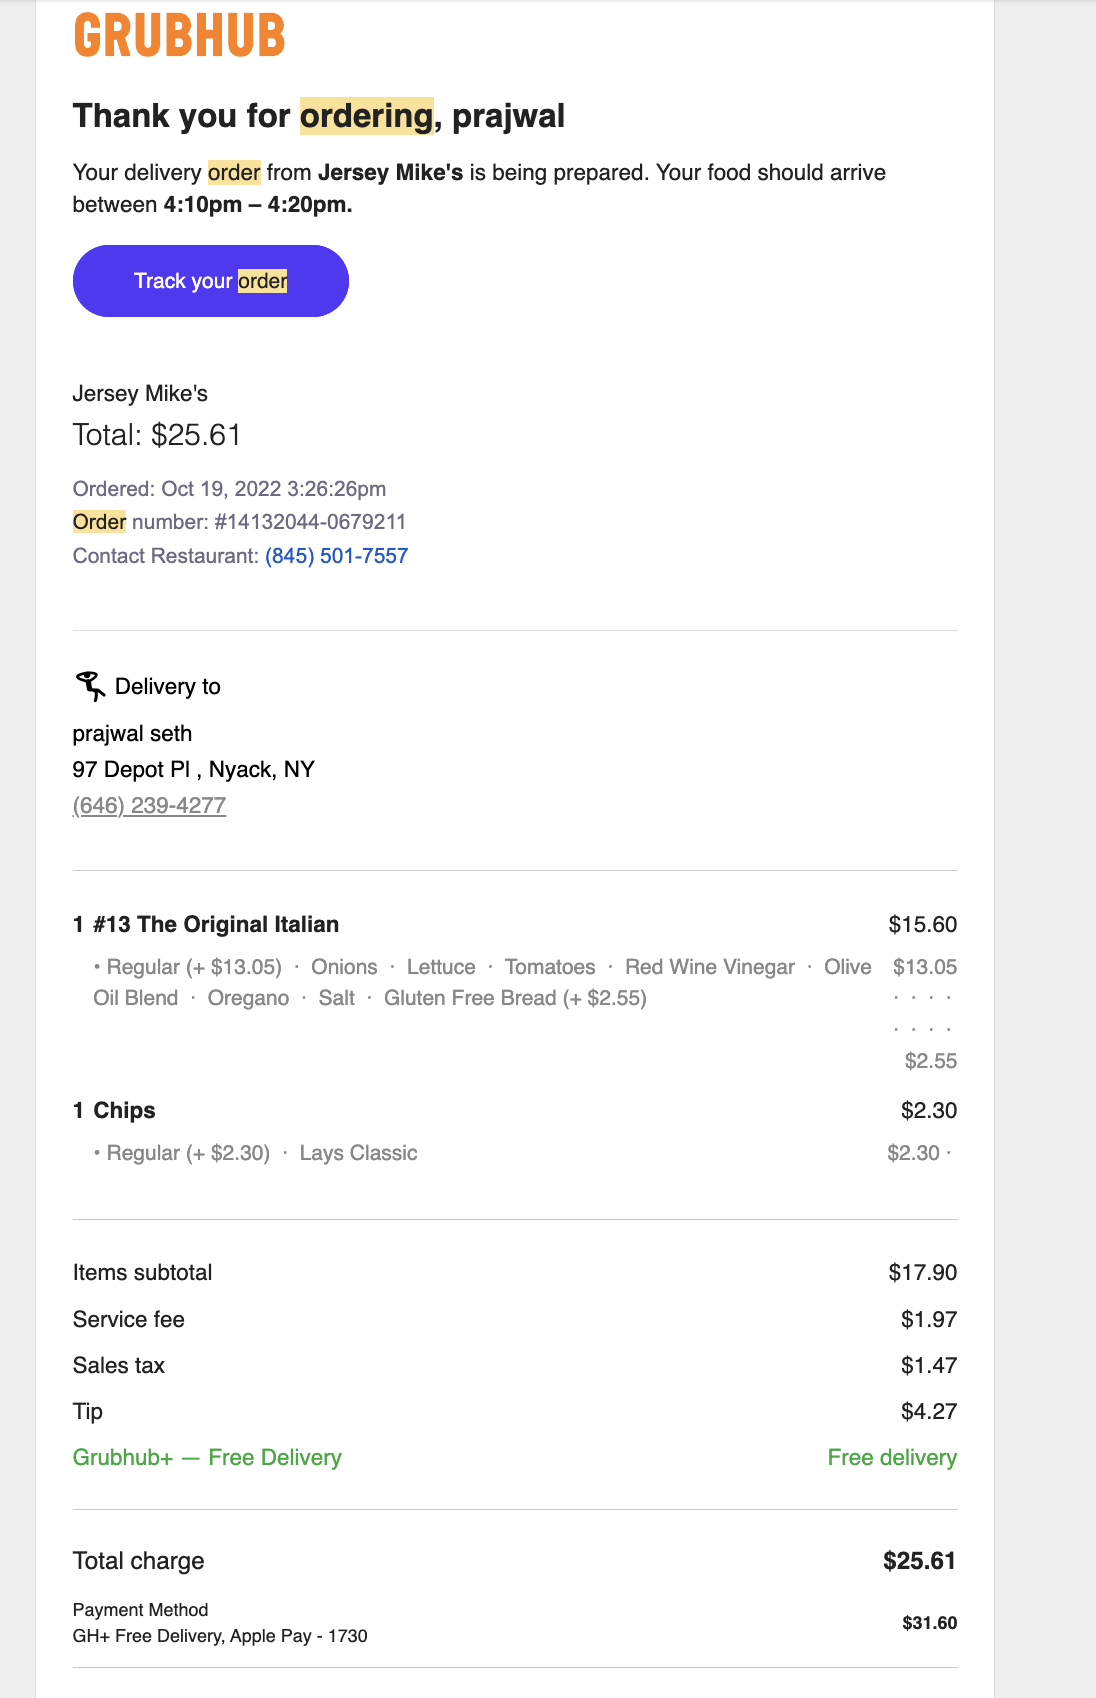 GRUBHUB
Thank you for ordering, prajwal
Your delivery order from Jersey Mike's is being prepared. Your food should arrive
between 4:10pm – 4:20pm.
Track your order
Jersey Mike's
Total: $25.61
Ordered: Oct 19, 2022 3:26:26pm
Order number: #14132044-0679211
Contact Restaurant: (845) 501-7557
Delivery to
prajwal seth
97 Depot Pl , Nyack, NY
(646) 239-4277
1 #13 The Original Italian $15.60
• Regular (+ $13.05) · Onions · Lettuce · Tomatoes · Red Wine Vinegar · Olive $13.05
Oil Blend · Oregano · Salt · Gluten Free Bread (+ $2.55) · · · ·
· · · ·
$2.55
1 Chips $2.30
• Regular (+ $2.30) · Lays Classic $2.30 ·
Items subtotal $17.90
Service fee $1.97
Sales tax $1.47
Tip $4.27
Grubhub+ — Free Delivery Free delivery
Total charge $25.61
Payment Method
GH+ Free Delivery, Apple Pay - 1730 $31.60